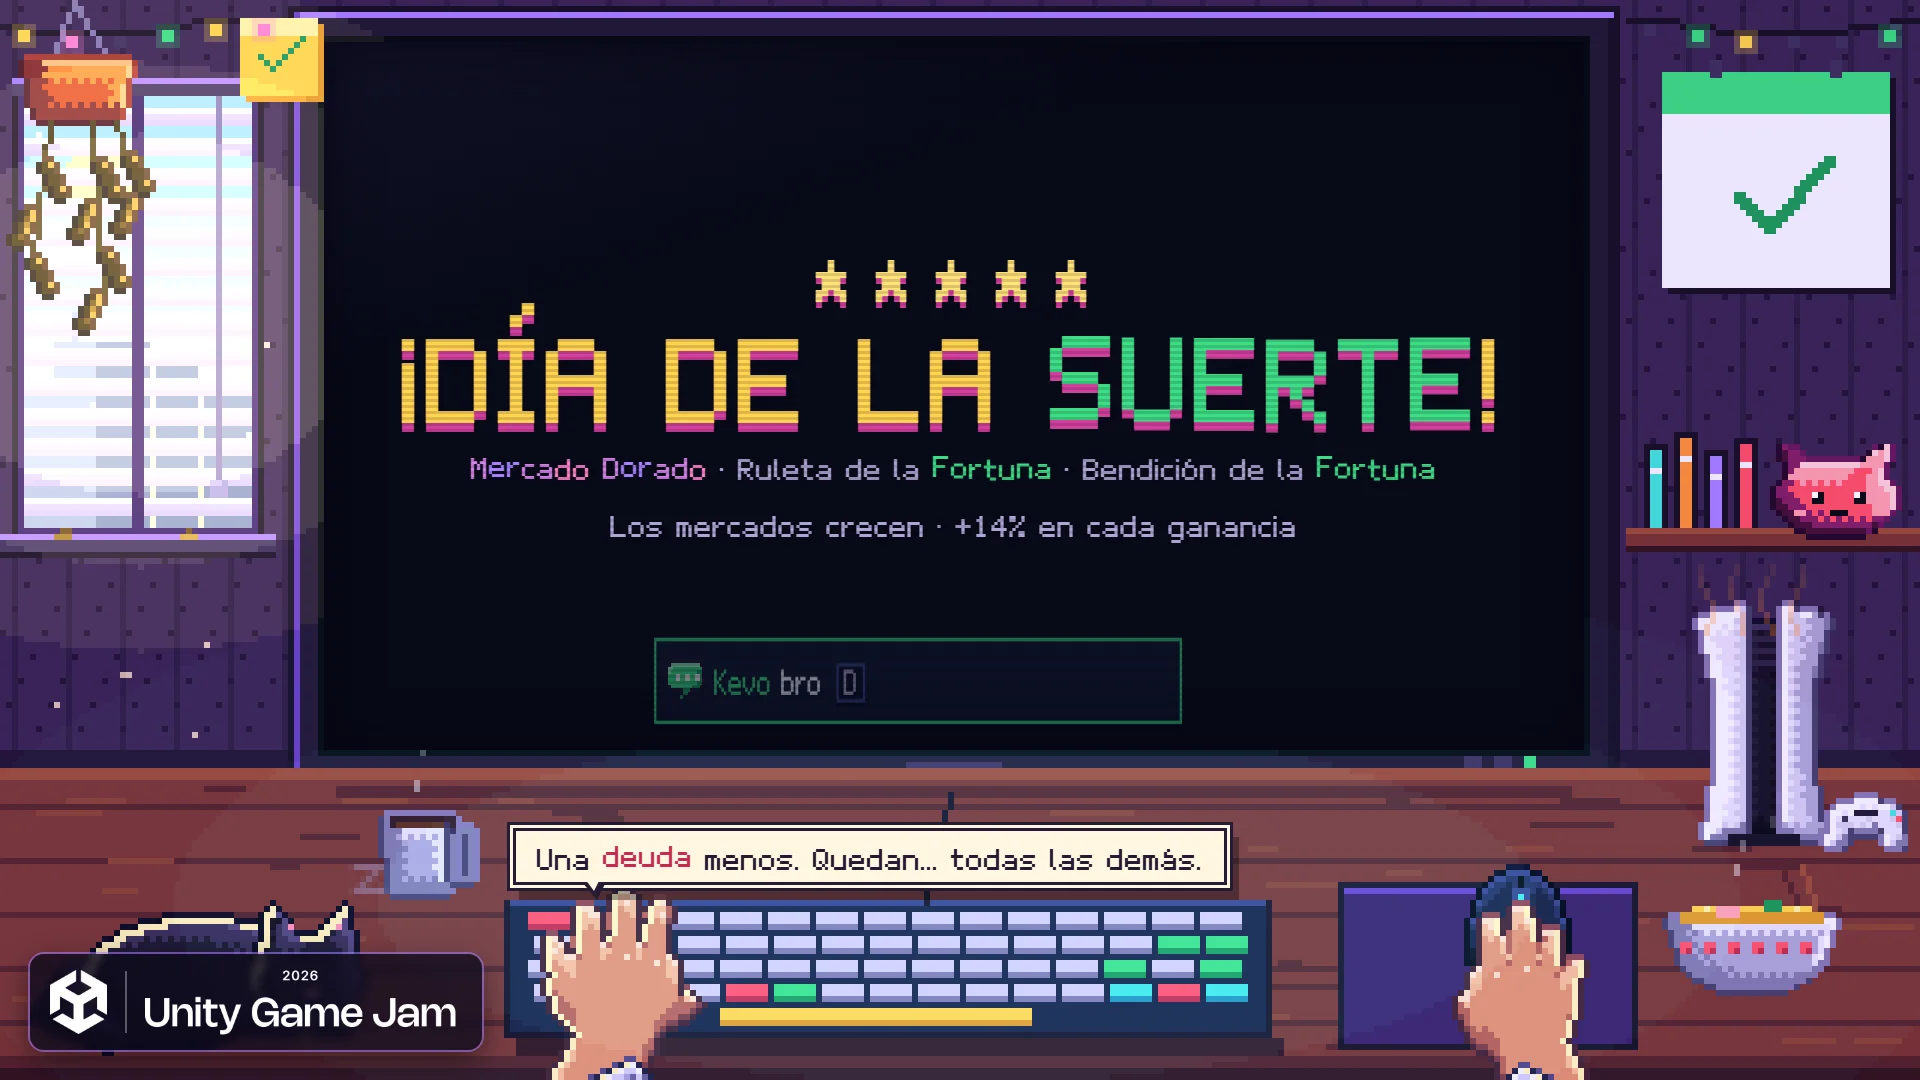 ¡DÍA DE LA SUERTE!
Mercado Dorado · Ruleta de la Fortuna · Bendición de la Fortuna
Los mercados crecen · +14% en cada ganancia
Kevo bro D
Una deuda menos. Quedan... todas las demás.
2026
Unity Game Jam